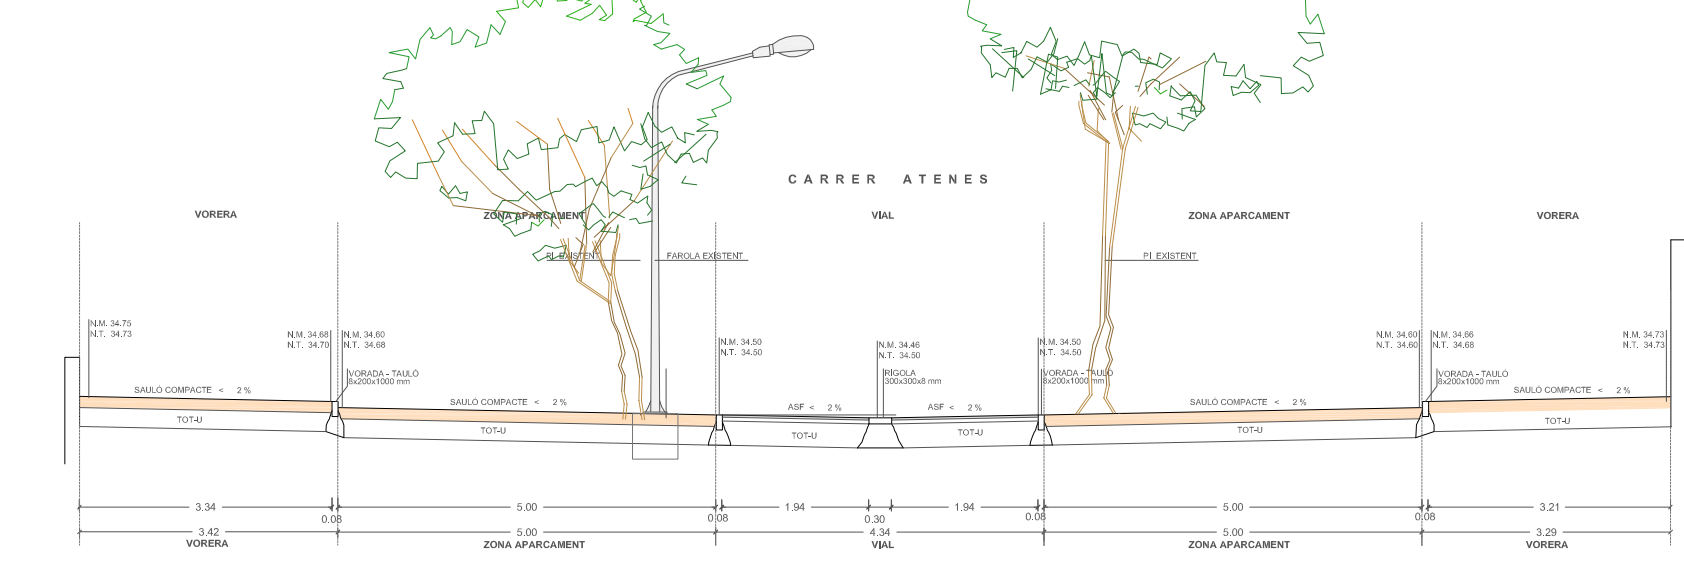 CARRER ATENES
VORERA
ZONA APARCAMENT
VIAL
ZONA APARCAMENT
VORERA
PI EXISTENT
FAROLA EXISTENT
PI EXISTENT
N.M. 34.75
N.T. 34.73
N.M. 34.68
N.T. 34.70
N.M. 34.60
N.T. 34.68
N.M. 34.50
N.T. 34.50
N.M. 34.46
N.T. 34.50
N.M. 34.50
N.T. 34.50
N.M. 34.60
N.T. 34.60
N.M. 34.66
N.T. 34.68
N.M. 34.73
N.T. 34.73
VORADA - TAULÓ
8x200x1000 mm
RIGOLA
300x300x8 mm
VORADA - TAULÓ
8x200x1000 mm
VORADA - TAULÓ
8x200x1000 mm
SAULÓ COMPACTE < 2 %
SAULÓ COMPACTE < 2 %
ASF < 2 %
ASF < 2 %
SAULÓ COMPACTE < 2 %
SAULÓ COMPACTE < 2 %
TOT-U
TOT-U
TOT-U
TOT-U
TOT-U
TOT-U
3.34
5.00
1.94
1.94
5.00
3.21
0.08
0.08
0.30
0.08
0.08
3.42
5.00
4.34
5.00
3.29
VORERA
ZONA APARCAMENT
VIAL
ZONA APARCAMENT
VORERA